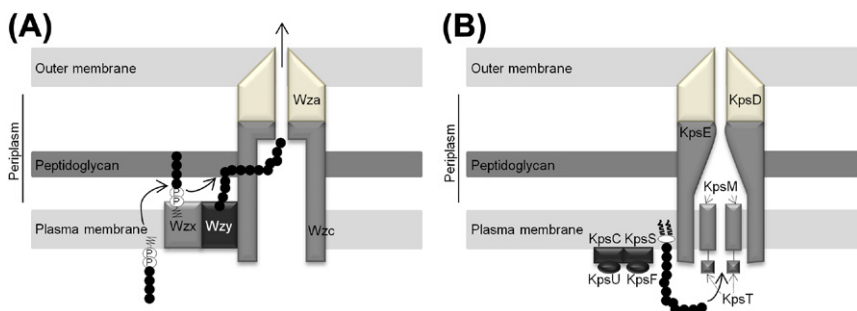 (A)
Outer membrane
Wza
Periplasm
Peptidoglycan
P
P
Plasma membrane
Wzx
Wzy
Wzc
P
P
(B)
Outer membrane
KpsD
Periplasm
KpsE
Peptidoglycan
KpsM
Plasma membrane
KpsC
KpsS
KpsU
KpsF
KpsT